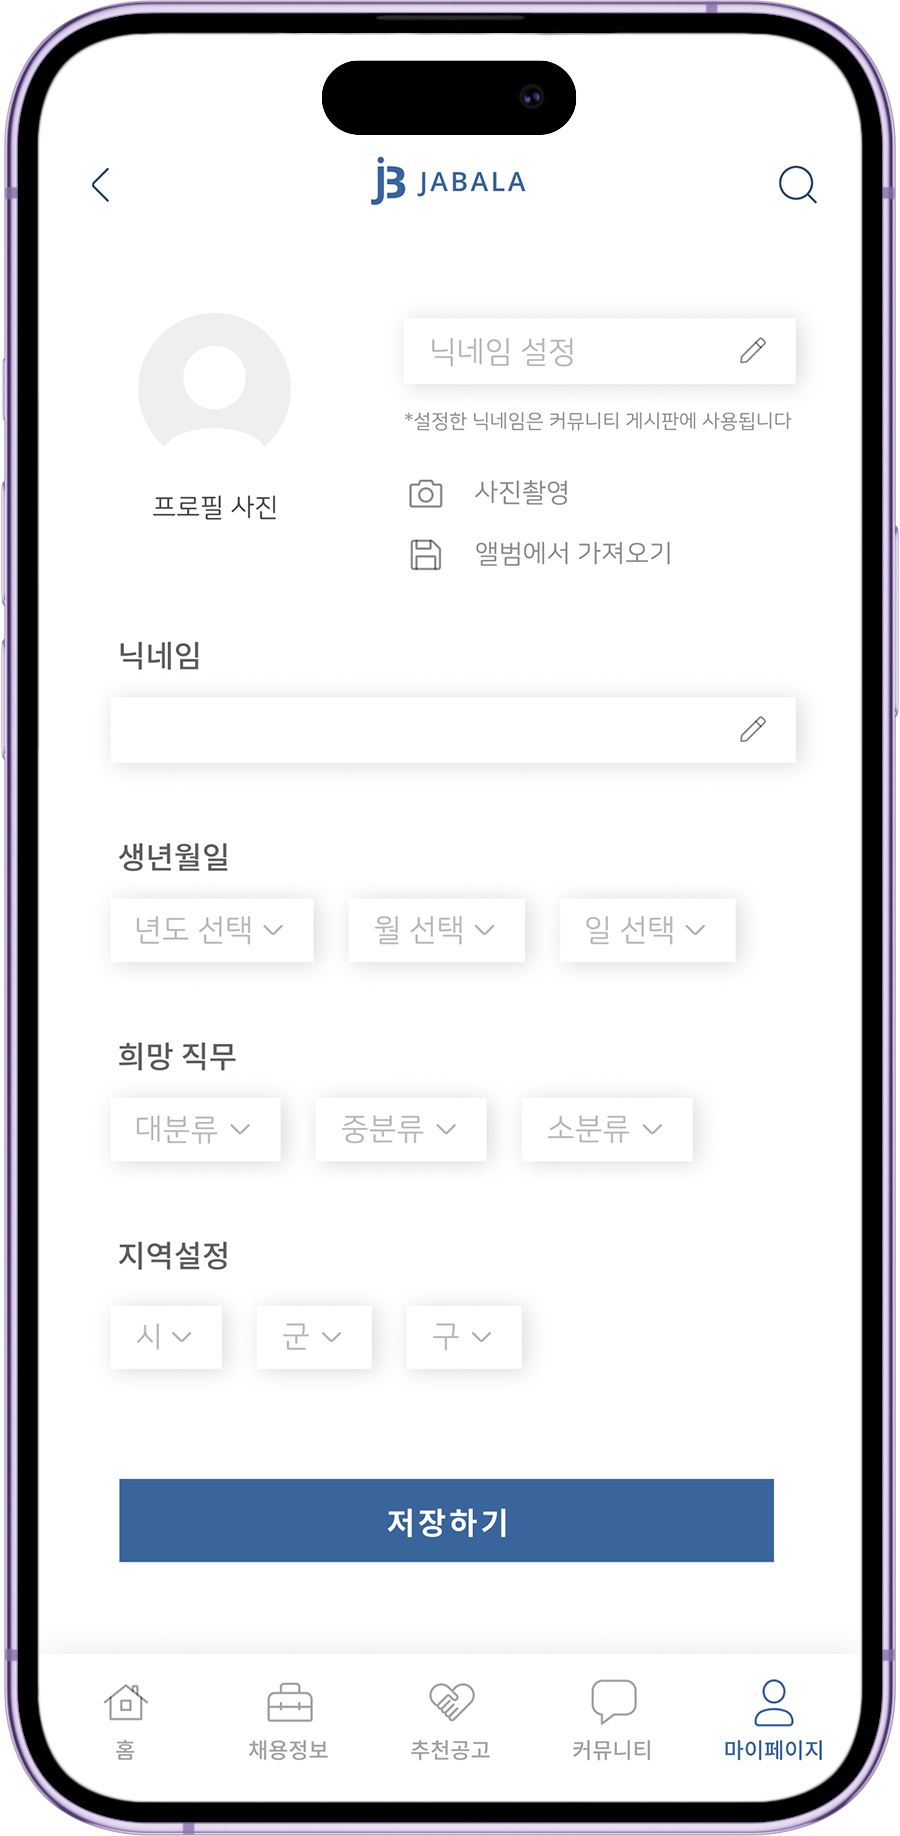 JB JABALA
닉네임 설정
*설정한 닉네임은 커뮤니티 게시판에 사용됩니다
프로필 사진
사진촬영
앨범에서 가져오기
닉네임
생년월일
년도 선택 월 선택 일 선택
희망 직무
대분류 중분류 소분류
지역설정
시 군 구
저장하기
홈 채용정보 추천공고 커뮤니티 마이페이지